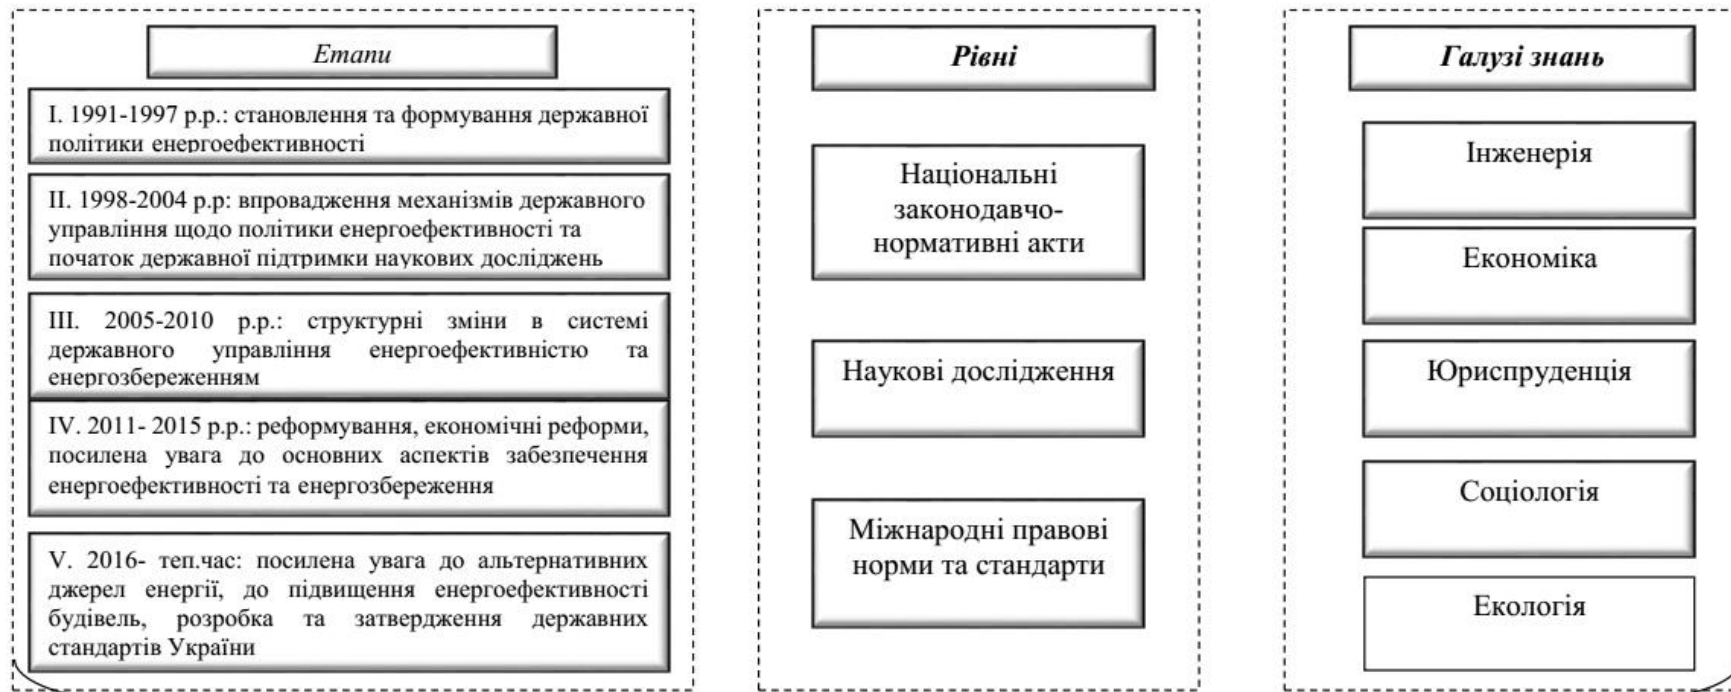 Етапи
І. 1991-1997 р.р.: становлення та формування державної
політики енергоефективності
ІІ. 1998-2004 р.р: впровадження механізмів державного
управління щодо політики енергоефективності та
початок державної підтримки наукових досліджень
ІІІ. 2005-2010 р.р.: структурні зміни в системі
державного управління енергоефективністю та
енергозбереженням
IV. 2011- 2015 р.р.: реформування, економічні реформи,
посилена увага до основних аспектів забезпечення
енергоефективності та енергозбереження
V. 2016- теп.час: посилена увага до альтернативних
джерел енергії, до підвищення енергоефективності
будівель, розробка та затвердження державних
стандартів України
Рівні
Національні
законодавчо-
нормативні акти
Наукові дослідження
Міжнародні правові
норми та стандарти
Галузі знань
Інженерія
Економіка
Юриспруденція
Соціологія
Екологія